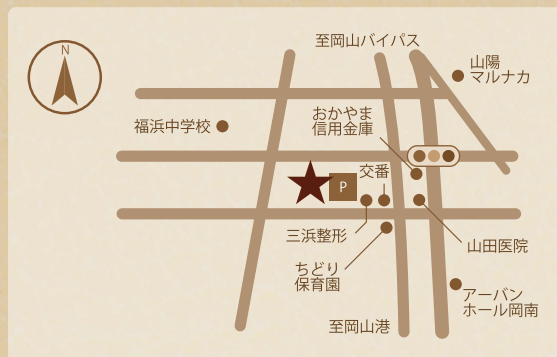 至岡山バイパス
N
山陽
マルナカ
おかやま
信用金庫
福浜中学校
交番
P
三浜整形
山田医院
ちどり
保育園
アーバン
ホール岡南
至岡山港